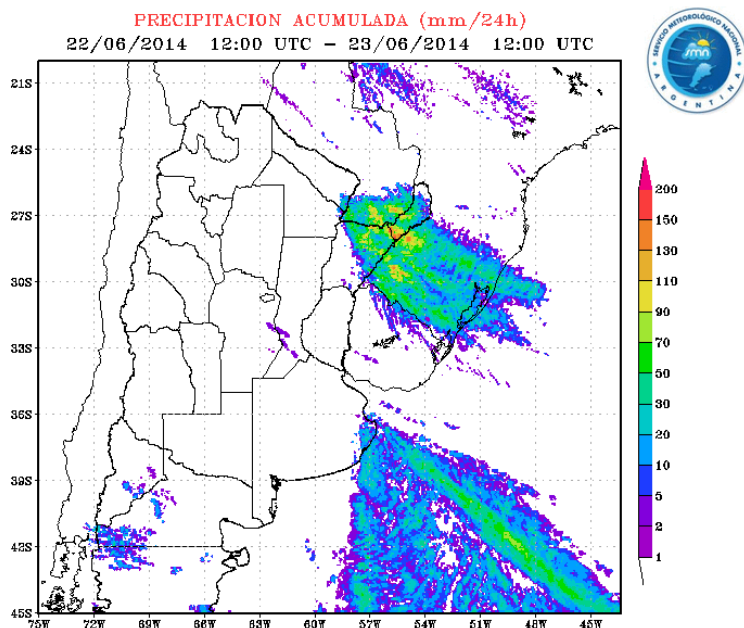 PRECIPITACION ACUMULADA (mm/24h)
22/06/2014 12:00 UTC - 23/06/2014 12:00 UTC
SERVICIO METEOROLÓGICO NACIONAL
smn
ARGENTINA
21S
24S
27S
30S
33S
36S
39S
42S
45S
75W
72W
69W
66W
63W
60W
57W
54W
51W
48W
45W
200
150
130
110
90
70
50
30
20
10
5
2
1